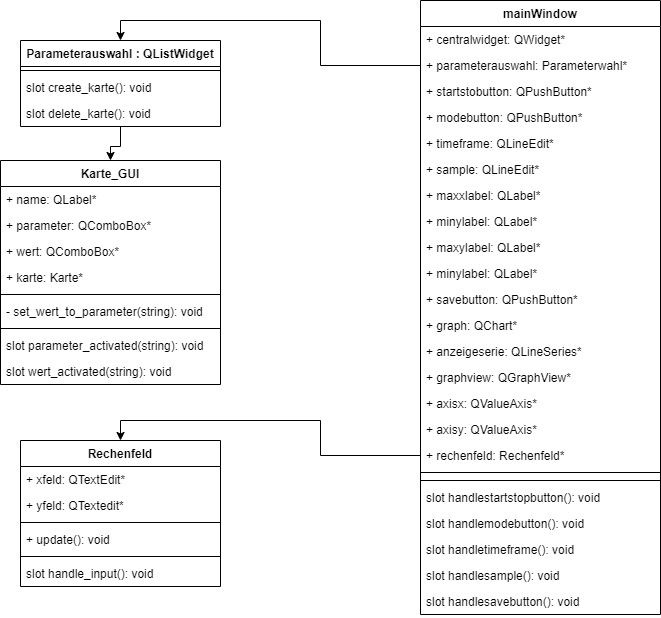 Parameterauswahl : QListWidget
slot create_karte(): void
slot delete_karte(): void
Karte_GUI
+ name: QLabel*
+ parameter: QComboBox*
+ wert: QComboBox*
+ karte: Karte*
- set_wert_to_parameter(string): void
slot parameter_activated(string): void
slot wert_activated(string): void
Rechenfeld
+ xfeld: QTextEdit*
+ yfeld: QTextedit*
+ update(): void
slot handle_input(): void
mainWindow
+ centralwidget: QWidget*
+ parameterauswahl: Parameterwahl*
+ startstobutton: QPushButton*
+ modebutton: QPushButton*
+ timeframe: QLineEdit*
+ sample: QLineEdit*
+ maxxlabel: QLabel*
+ minylabel: QLabel*
+ maxylabel: QLabel*
+ minylabel: QLabel*
+ savebutton: QPushButton*
+ graph: QChart*
+ anzeigeserie: QLineSeries*
+ graphview: QGraphView*
+ axisx: QValueAxis*
+ axisy: QValueAxis*
+ rechenfeld: Rechenfeld*
slot handlestartstopbutton(): void
slot handlemodebutton(): void
slot handletimeframe(): void
slot handlesample(): void
slot handlesavebutton(): void